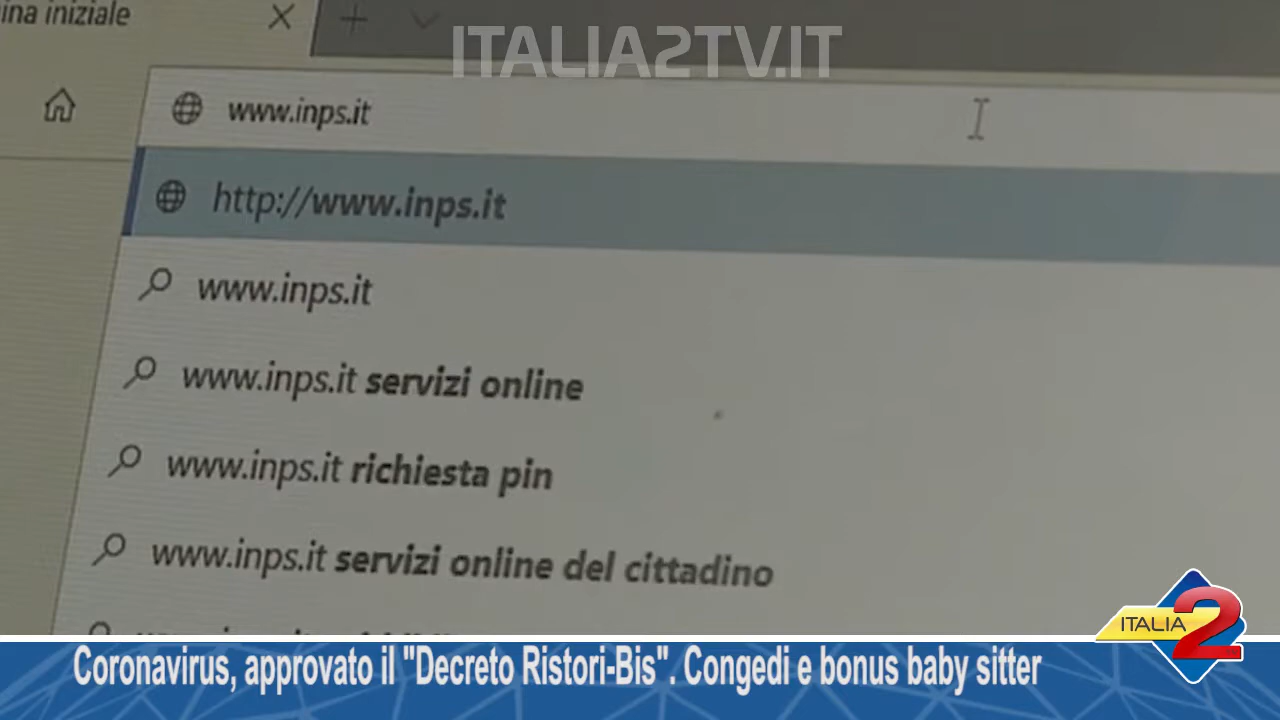 ina iniziale
ITALIA2TV.IT
www.inps.it
http://www.inps.it
www.inps.it
www.inps.it servizi online
www.inps.it richiesta pin
www.inps.it servizi online del cittadino
ITALIA 2
Coronavirus, approvato il "Decreto Ristori-Bis". Congedi e bonus baby sitter